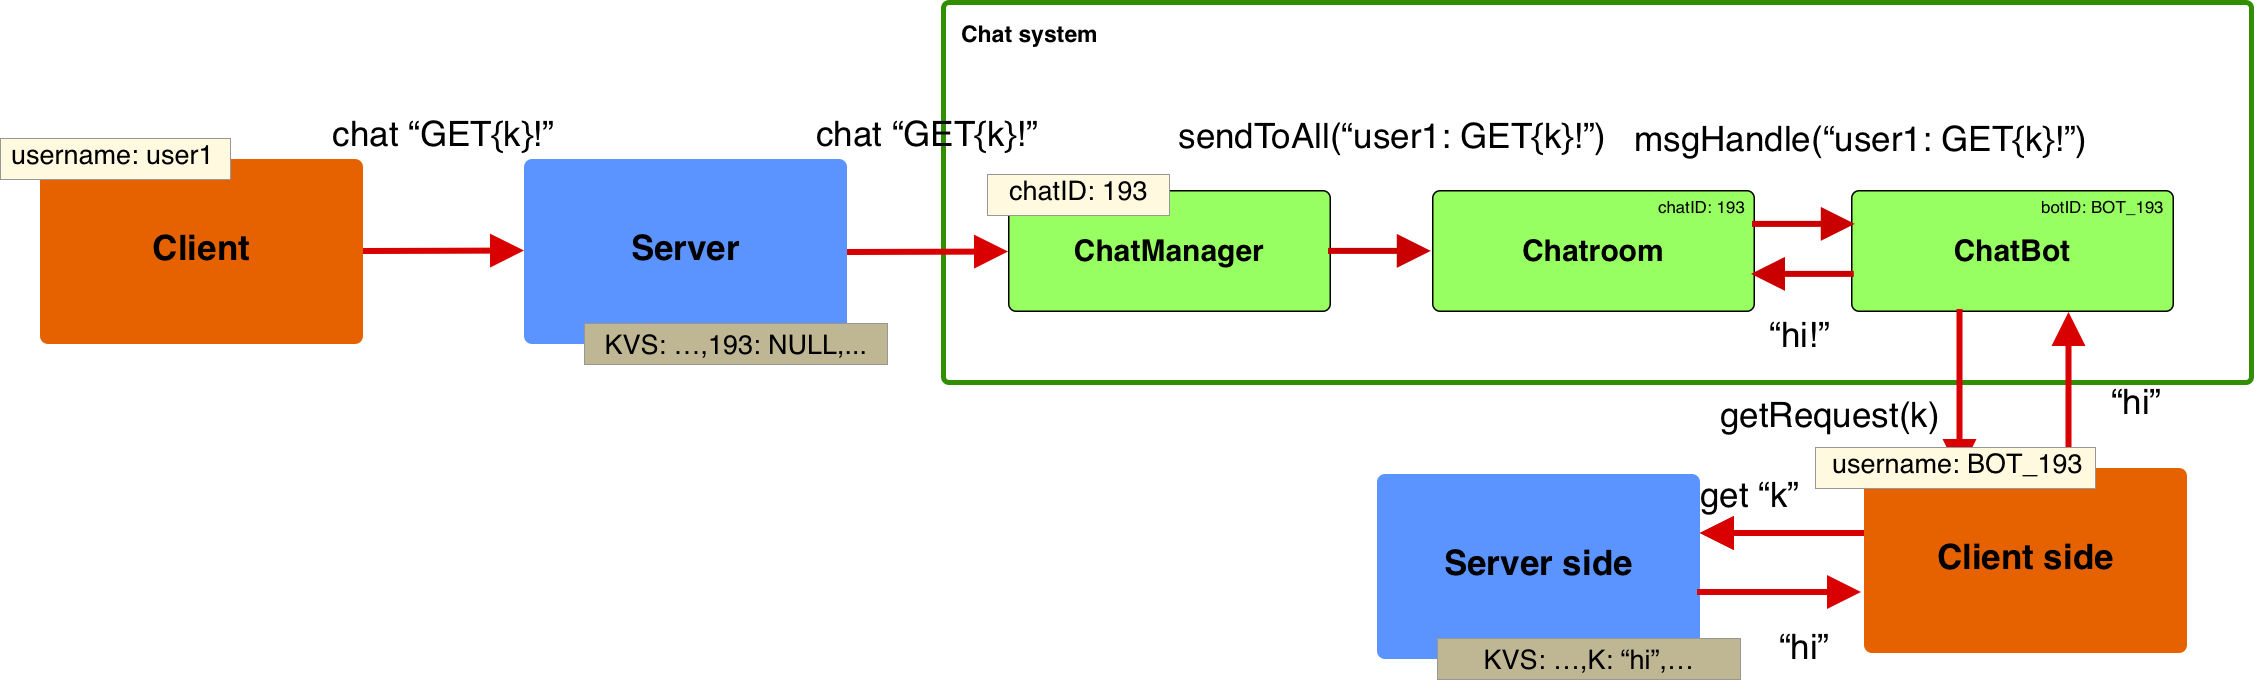 Chat system
chat “GET{k}!”
chat “GET{k}!”
sendToAll(“user1: GET{k}!”)
msgHandle(“user1: GET{k}!”)
username: user1
chatID: 193
chatID: 193
botID: BOT_193
Client
Server
ChatManager
Chatroom
ChatBot
KVS: …,193: NULL,...
“hi!”
getRequest(k)
“hi”
username: BOT_193
get “k”
Server side
Client side
“hi”
KVS: …,K: “hi”,…